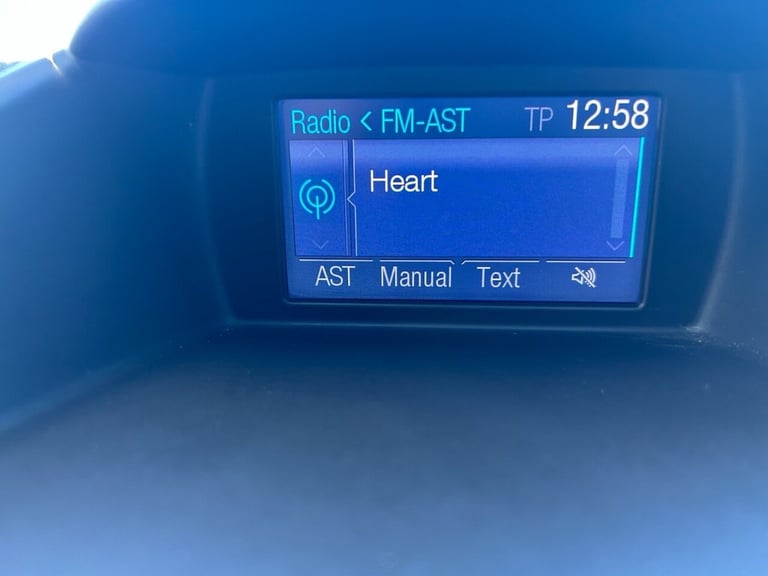 Radio < FM-AST TP 12:58
Heart
AST Manual Text